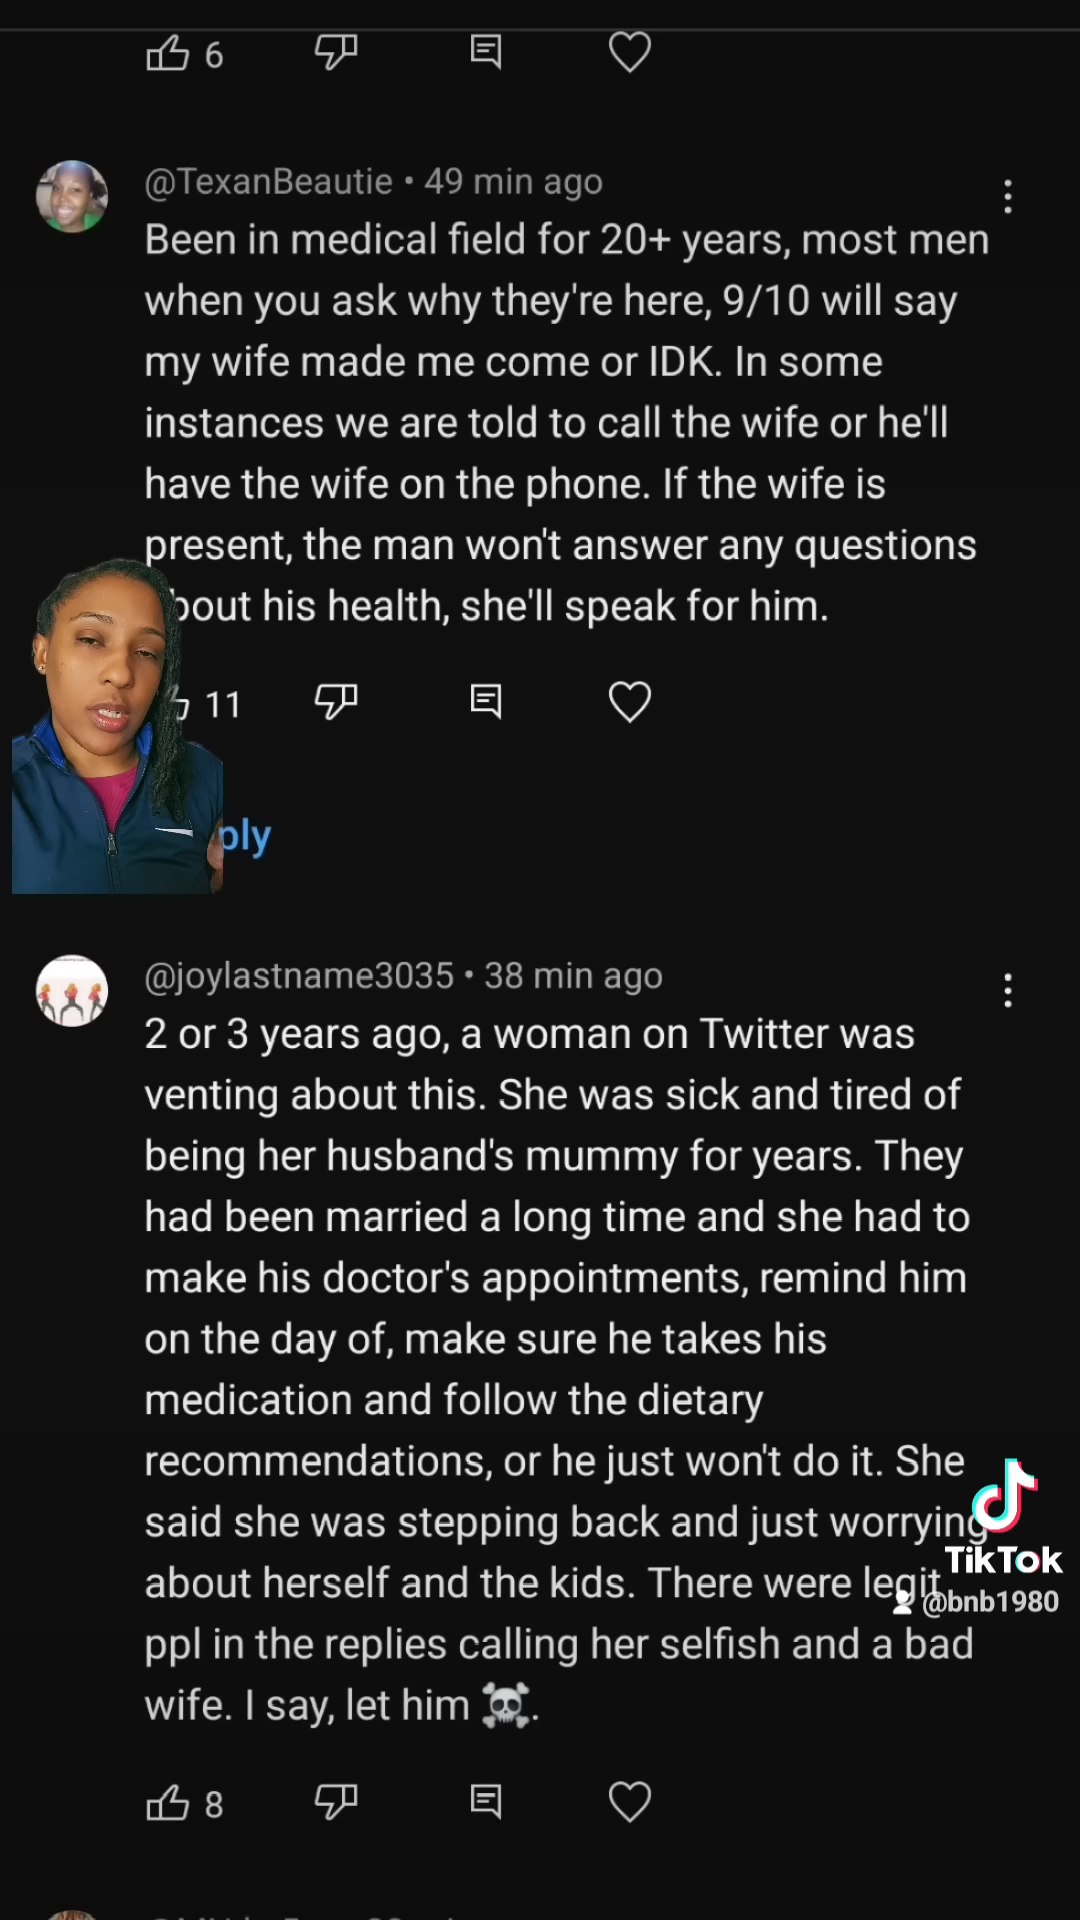 6
@TexanBeautie • 49 min ago
Been in medical field for 20+ years, most men
when you ask why they're here, 9/10 will say
my wife made me come or IDK. In some
instances we are told to call the wife or he'll
have the wife on the phone. If the wife is
present, the man won't answer any questions
bout his health, she'll speak for him.
11
ply
@joylastname3035 • 38 min ago
2 or 3 years ago, a woman on Twitter was
venting about this. She was sick and tired of
being her husband's mummy for years. They
had been married a long time and she had to
make his doctor's appointments, remind him
on the day of, make sure he takes his
medication and follow the dietary
recommendations, or he just won't do it. She
said she was stepping back and just worrying
about herself and the kids. There were legit
ppl in the replies calling her selfish and a bad
wife. I say, let him ☠️.
TikTok
@bnb1980
8